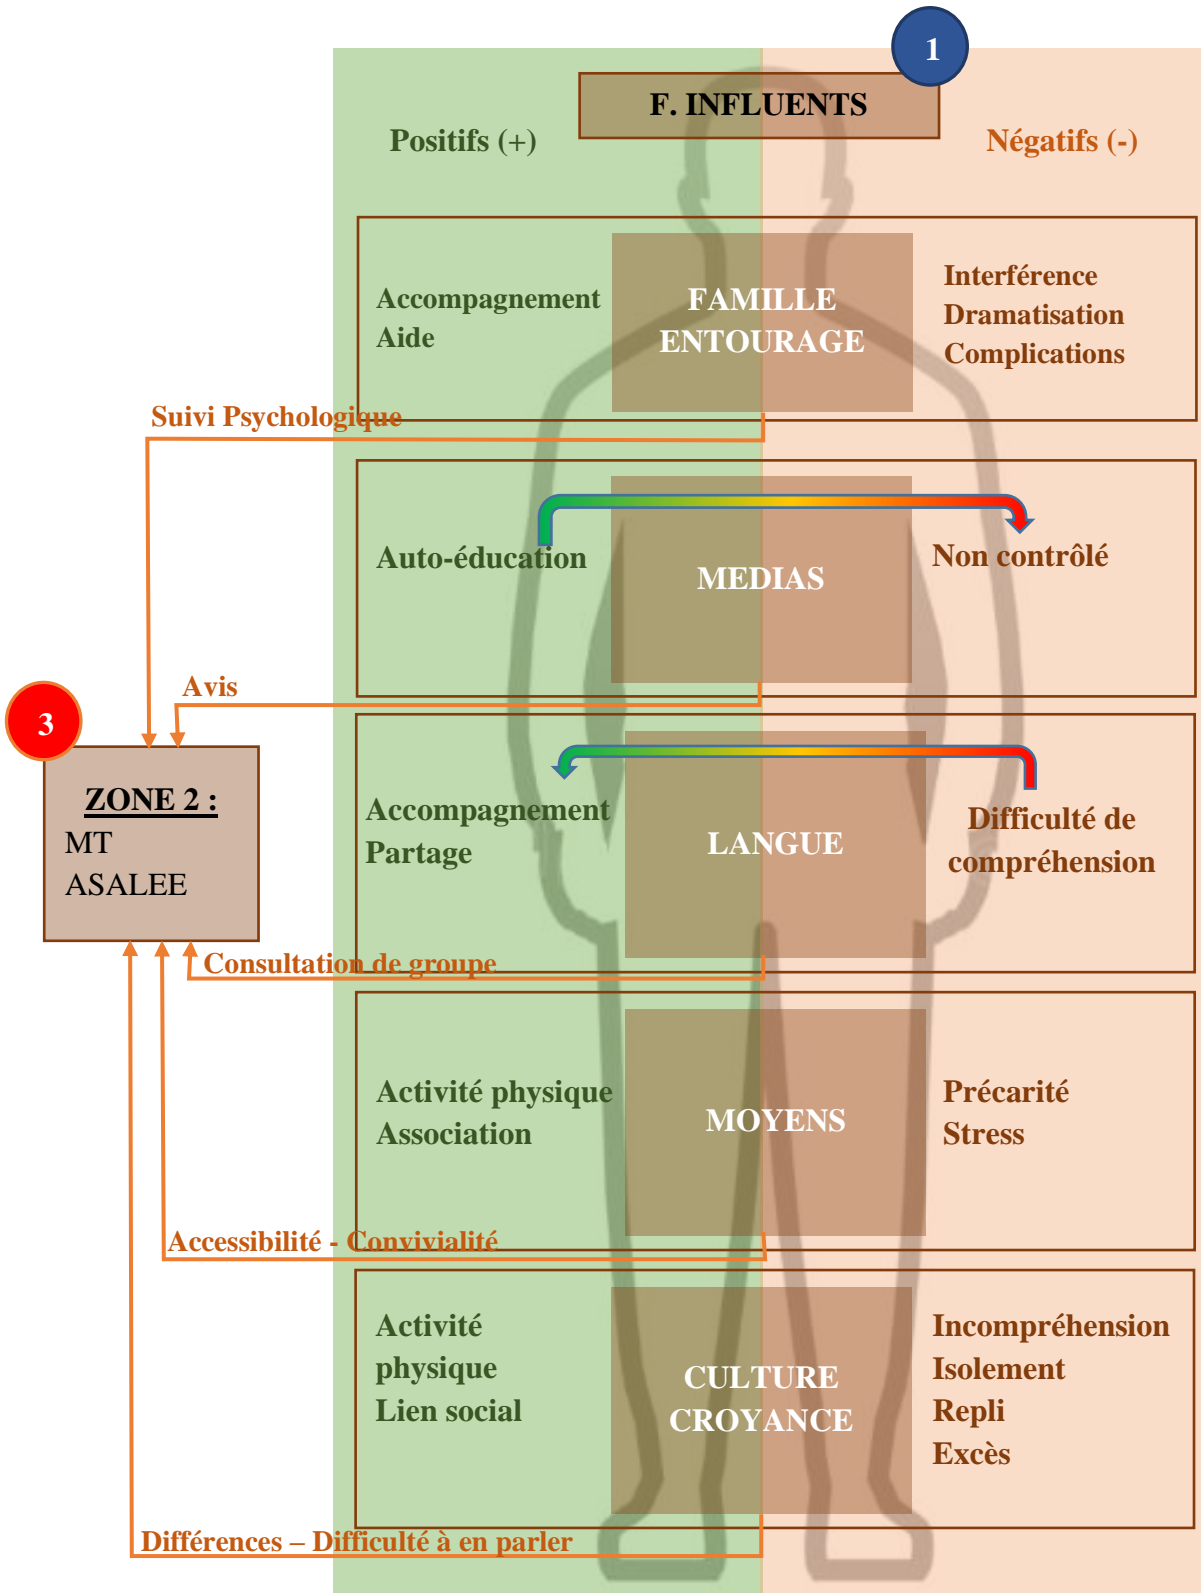 1
F. INFLUENTS
Positifs (+)
Négatifs (-)
Accompagnement
Aide
FAMILLE
ENTOURAGE
Interférence
Dramatisation
Complications
Suivi Psychologique
Auto-éducation
MEDIAS
Non contrôlé
Avis
3
ZONE 2 :
MT
ASALEE
Accompagnement
Partage
LANGUE
Difficulté de
compréhension
Consultation de groupe
Activité physique
Association
MOYENS
Précarité
Stress
Accessibilité - Convivialité
Activité
physique
Lien social
CULTURE
CROYANCE
Incompréhension
Isolement
Repli
Excès
Différences – Difficulté à en parler